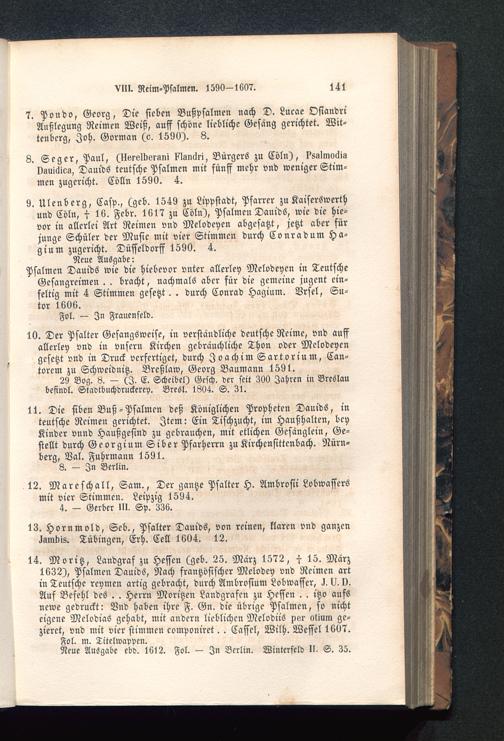 VIII. Reim-Psalmen. 1590—1607. 141
7. Pondo, Georg, Die sieben Bußpsalmen nach D. Lucae Osiandri
Außlegung Reimen Weiß, auff schöne liebliche Gesäng gerichtet. Wit-
tenberg, Joh. Gorman (c. 1590). 8.
8. Seger, Paul, (Herelberani Flandri, Bürgers zu Cöln), Psalmodia
Dauidica, Dauids teutsche Psalmen mit fünff mehr vnd weniger Stim-
men zugericht. Cölln 1590. 4.
9. Ulenberg, Casp., (geb. 1549 zu Lippstadt, Pfarrer zu Kaiserswerth
und Cöln, † 16. Febr. 1617 zu Cöln), Psalmen Dauids, wie die hie-
vor in allerlei Art Reimen vnd Melodeyen abgesatzt, jetzt aber für
junge Schüler der Music mit vier Stimmen durch Conradum Ha-
gium zugericht. Düsseldorff 1590. 4.
Neue Ausgabe:
Psalmen Dauids wie die hiebevor vnter allerley Melodeyen in Teutsche
Gesangreimen . . bracht, nachmals aber für die gemeine jugent ein-
feltig mit 4 Stimmen gesetzt . . durch Conrad Hagium. Vrsel, Su-
tor 1606.
Fol. — In Frauenfeld.
10. Der Psalter Gesangsweise, in verständliche deutsche Reime, vnd auff
allerley vnd in vnsern Kirchen gebräuchliche Thon oder Melodeyen
gesetzt vnd in Druck verfertiget, durch Joachim Sartorium, Can-
torem zu Schweidnitz. Breßlaw, Georg Baumann 1591.
29 Bog. 8. — (J. E. Scheibel) Gesch. der seit 300 Jahren in Breslau
befindl. Stadtbuchdruckerey. Bresl. 1804. S. 31.
11. Die siben Buß-Psalmen deß Königlichen Propheten Dauids, in
teutsche Reimen gerichtet. Item: Ein Tischzucht, im Haußhalten, bey
Kinder vnnd Haußgesind zu gebrauchen, mit etlichen Gesänglein, Ge-
stellt durch Georgium Siber Pfarherrn zu Kirchensittenbach. Nürn-
berg, Val. Fuhrmann 1591.
8. — In Berlin.
12. Mareschall, Sam., Der gantze Psalter H. Ambrosii Lobwassers
mit vier Stimmen. Leipzig 1594.
4. — Gerber III. Sp. 336.
13. Hornmold, Seb., Psalter Dauids, von reinen, klaren vnd ganzen
Jambis. Tübingen, Erh. Cell 1604. 12.
14. Moritz, Landgraf zu Hessen (geb. 25. März 1572, † 15. März
1632), Psalmen Dauids, Nach frantzösischer Melodey vnd Reimen art
in Teutsche reymen artig gebracht, durch Ambrosium Lobwasser, J. U. D.
Auf Befehl des . . Herrn Moritzen Landgrafen zu Hessen . . itzo aufs
newe gedruckt: Vnd haben ihre F. Gn. die übrige Psalmen, so nicht
eigene Melodias gehabt, mit andern lieblichen Melodiis per otium ge-
zieret, vnd mit vier stimmen componiret . . Cassel, Wilh. Wessel 1607.
Fol. m. Titelwappen.
Neue Ausgabe ebd. 1612. Fol. — In Berlin. Winterfeld II. S. 35.